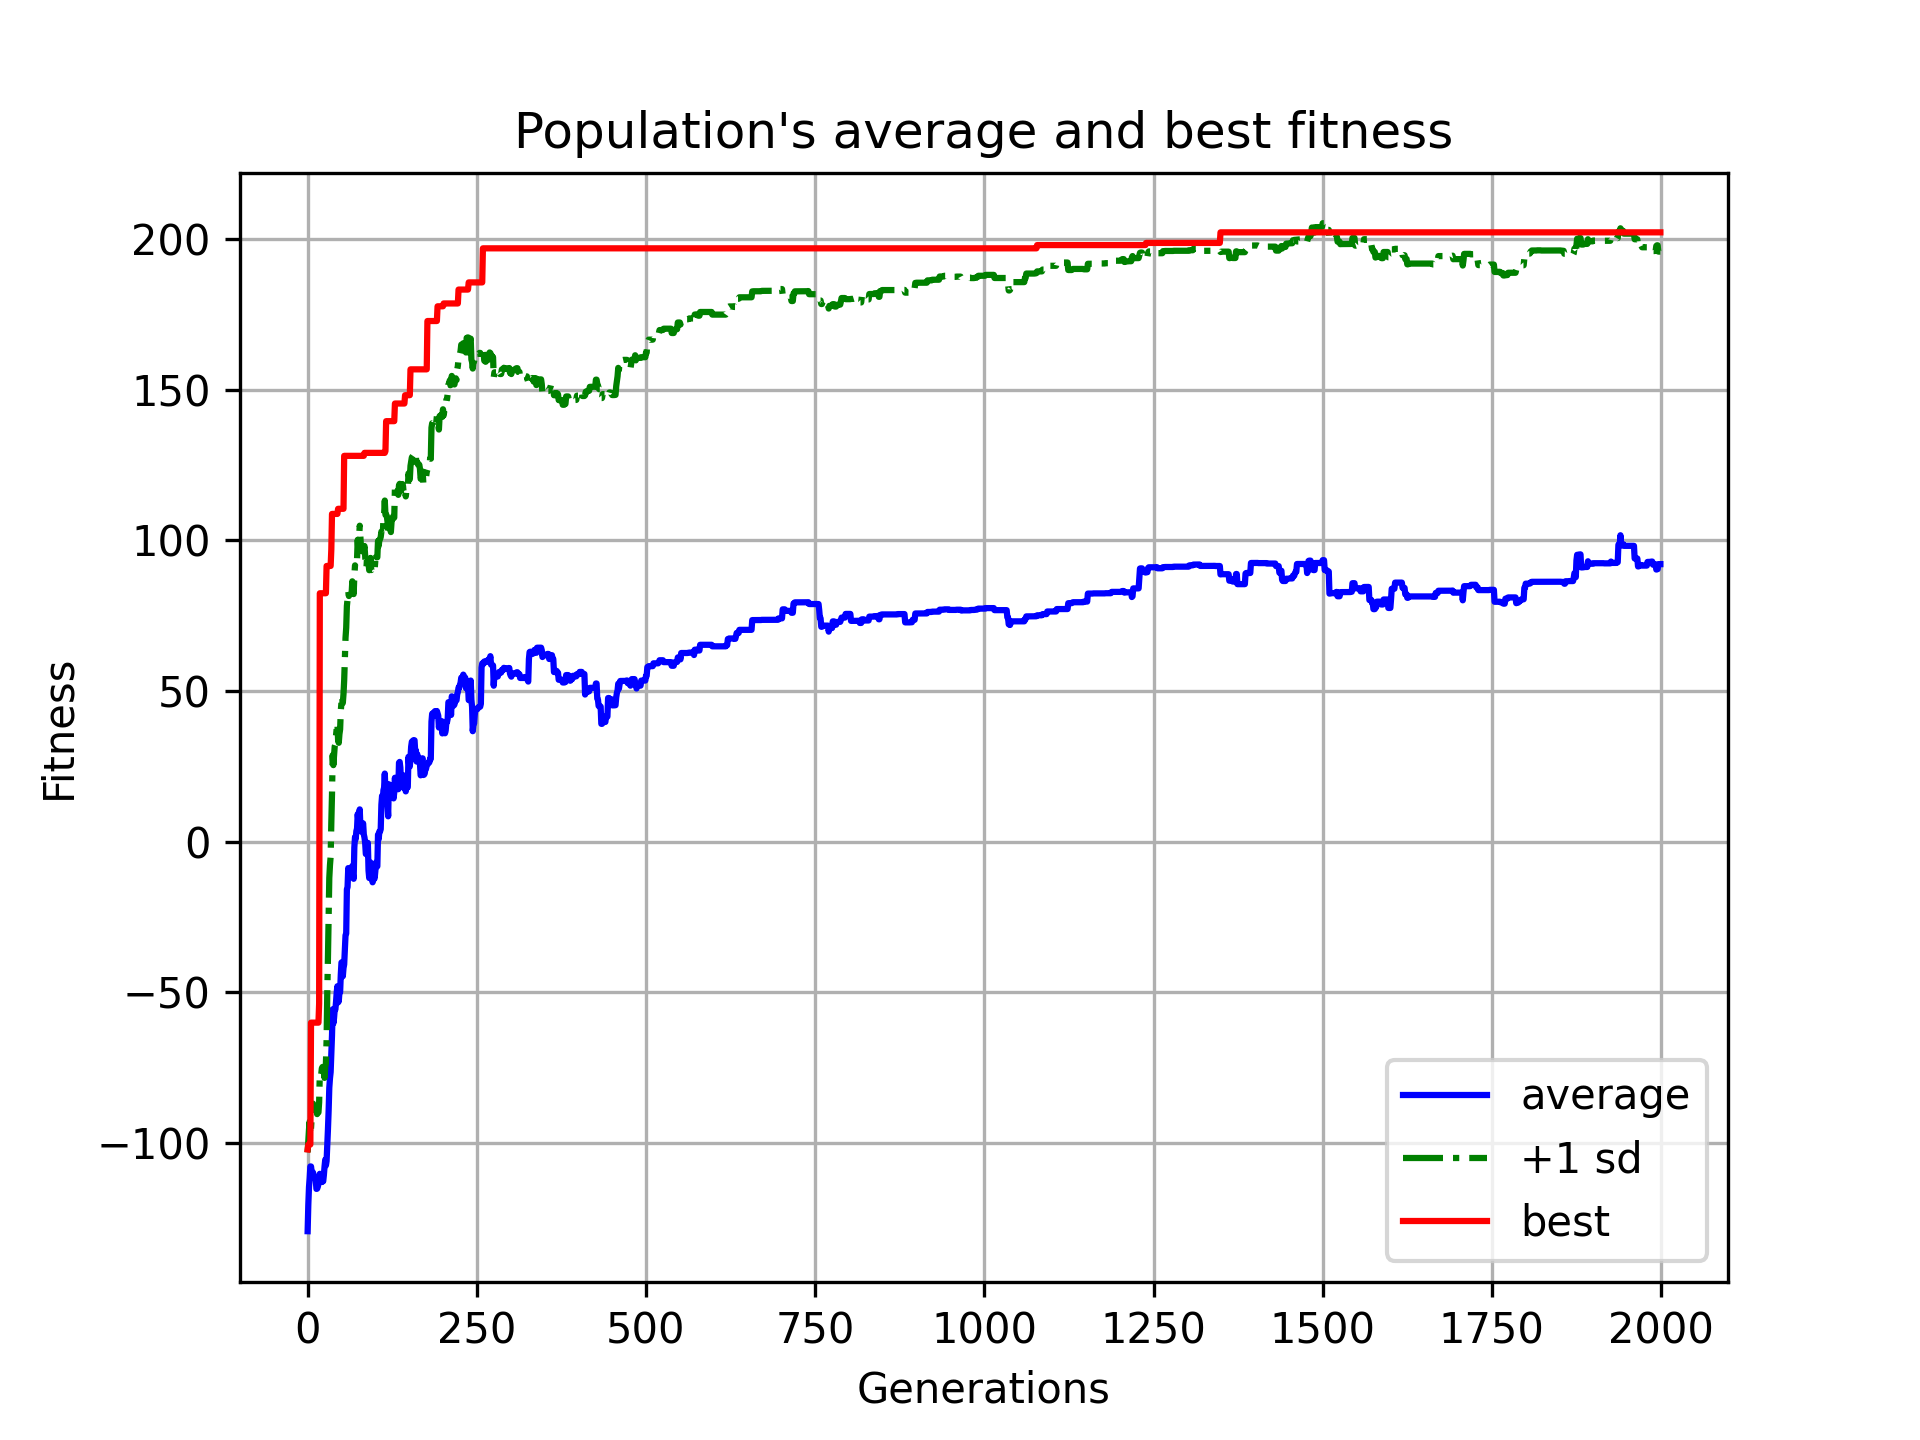 Population's average and best fitness
200
150
100
50
0
−50
−100
Fitness
average
+1 sd
best
0 250 500 750 1000 1250 1500 1750 2000
Generations